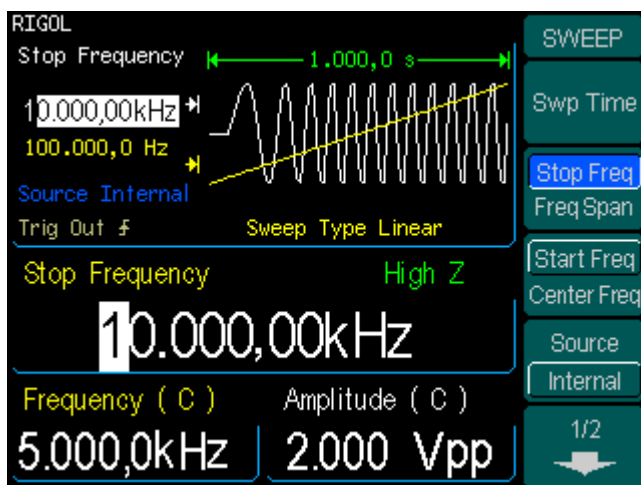 RIGOL
Stop Frequency
1.000,0 s
10.000,00kHz
100.000,0 Hz
Source Internal
Trig Out
Sweep Type Linear
Stop Frequency
High Z
10.000,00kHz
Frequency ( C )
Amplitude ( C )
5.000,0kHz
2.000 Vpp
SWEEP
Swp Time
Stop Freq
Freq Span
Start Freq
Center Freq
Source
Internal
1/2